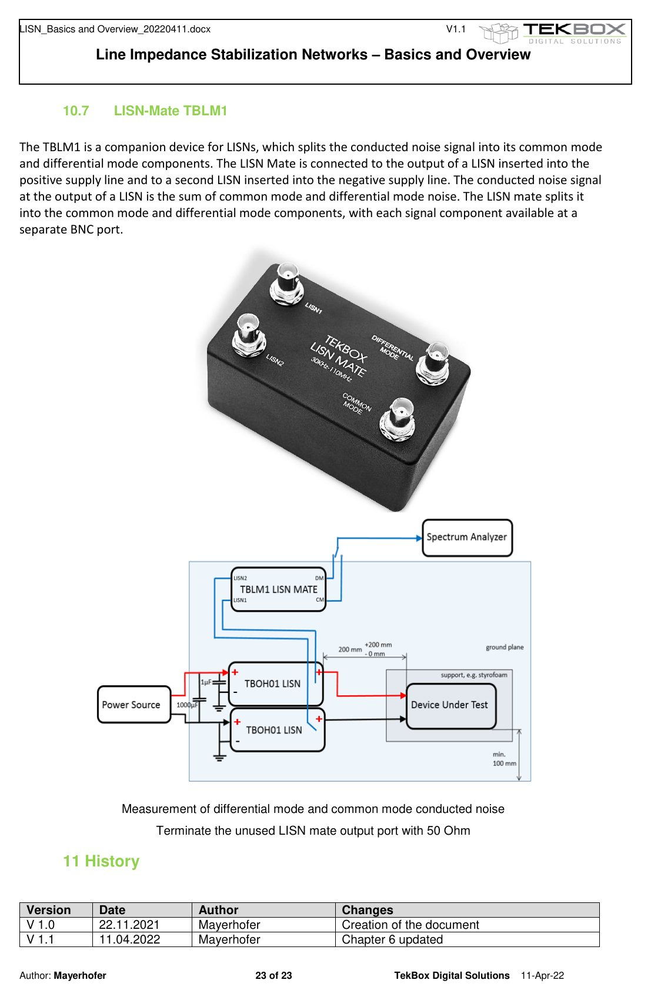 LISN_Basics and Overview_20220411.docx V1.1 TEKBOX
DIGITAL SOLUTIONS
Line Impedance Stabilization Networks – Basics and Overview
10.7 LISN-Mate TBLM1
The TBLM1 is a companion device for LISNs, which splits the conducted noise signal into its common mode
and differential mode components. The LISN Mate is connected to the output of a LISN inserted into the
positive supply line and to a second LISN inserted into the negative supply line. The conducted noise signal
at the output of a LISN is the sum of common mode and differential mode noise. The LISN mate splits it
into the common mode and differential mode components, with each signal component available at a
separate BNC port.
LISN1
LISN2
TEKBOX
LISN MATE
30KHz-110MHz
DIFFERENTIAL
MODE
COMMON
MODE
Spectrum Analyzer
LISN2 DM
TBLM1 LISN MATE
LISN1 CM
200 mm +200 mm
- 0 mm
ground plane
+ +
1µF
TBOH01 LISN
-
support, e.g. styrofoam
Power Source
1000µF
Device Under Test
+ +
TBOH01 LISN
-
min.
100 mm
Measurement of differential mode and common mode conducted noise
Terminate the unused LISN mate output port with 50 Ohm
11 History
Version Date Author Changes
V 1.0 22.11.2021 Mayerhofer Creation of the document
V 1.1 11.04.2022 Mayerhofer Chapter 6 updated
Author: Mayerhofer 23 of 23 TekBox Digital Solutions 11-Apr-22